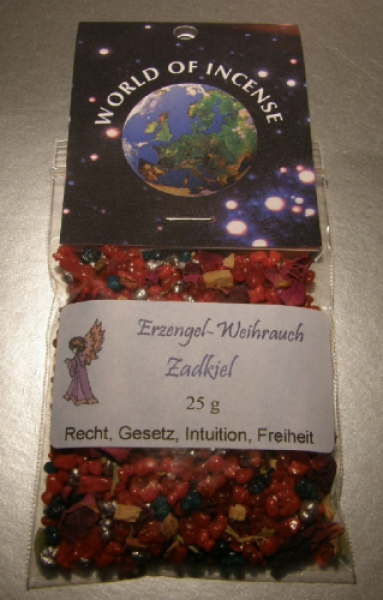 WORLD OF INCENSE
Erzengel-Weihrauch
Zadkiel
25 g
Recht, Gesetz, Intuition, Freiheit